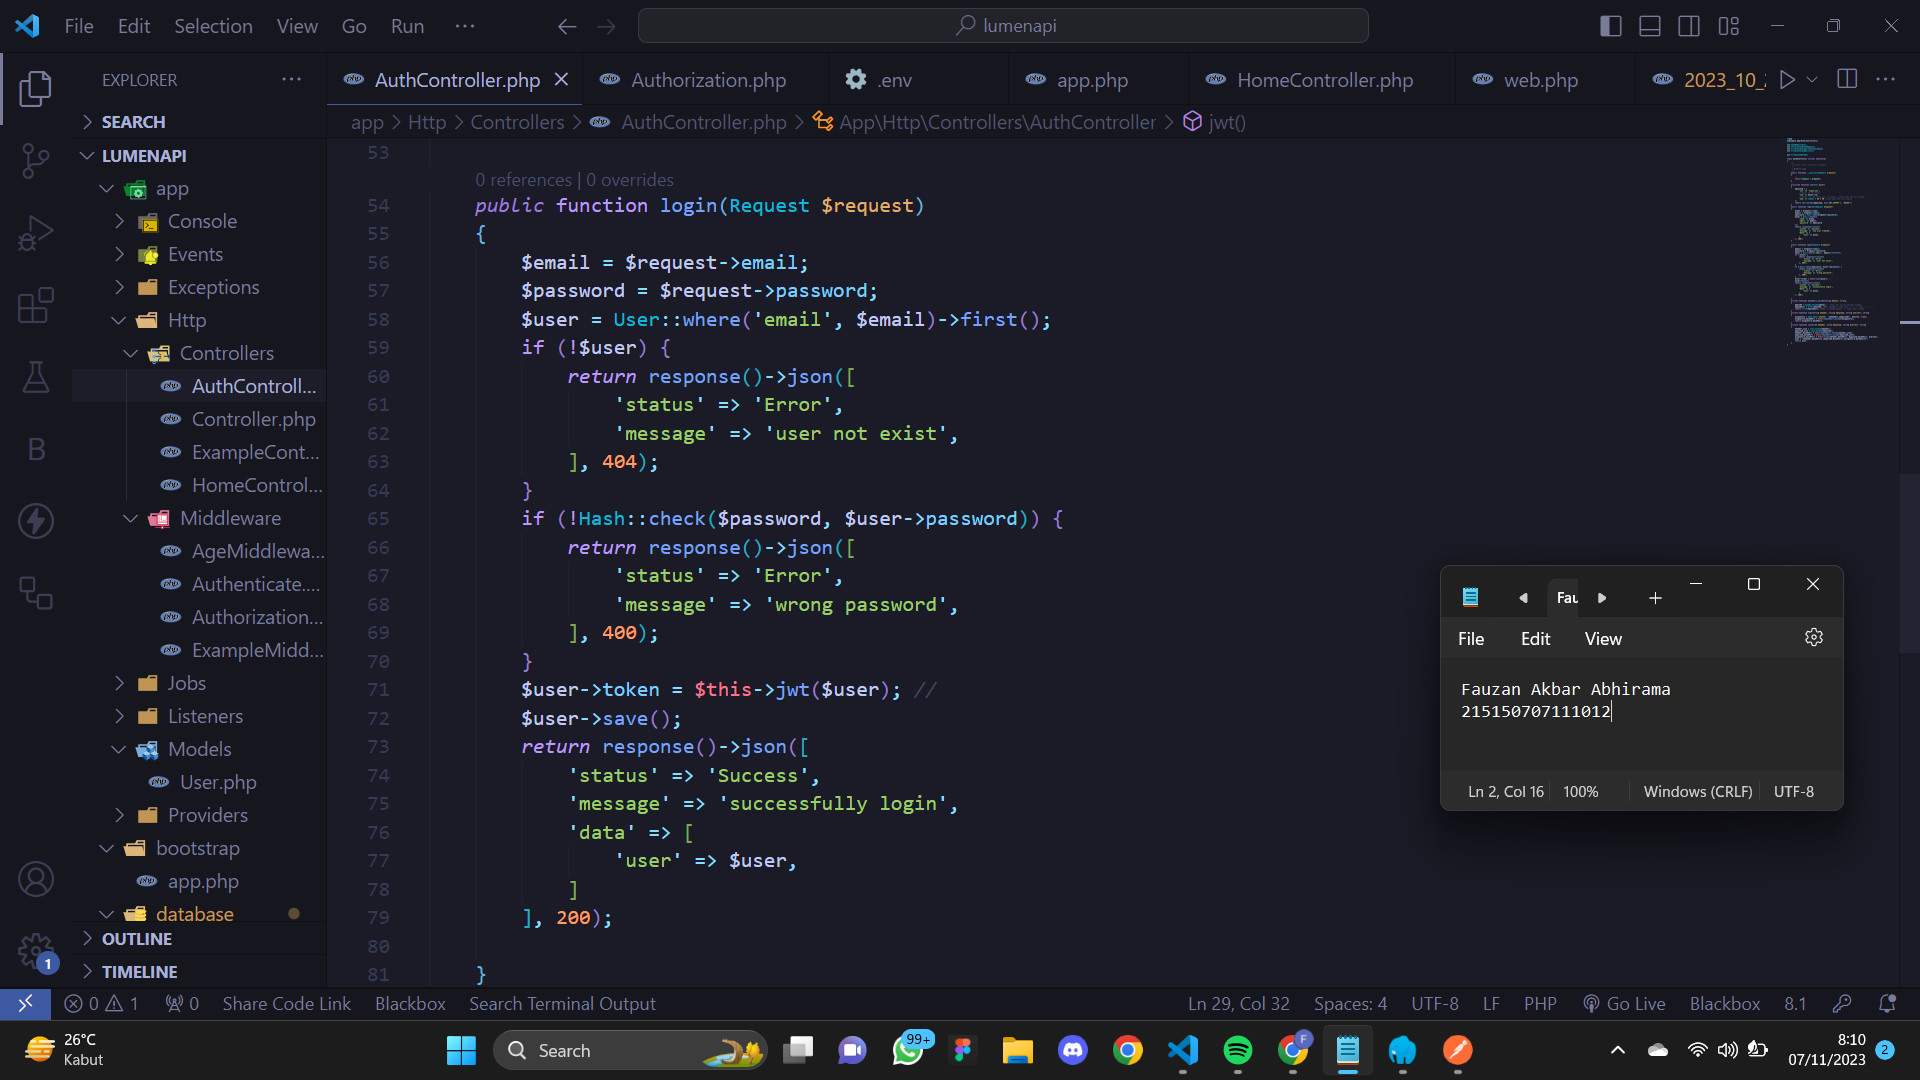 File Edit Selection View Go Run ···
lumenapi
EXPLORER
SEARCH
LUMENAPI
app
Console
Events
Exceptions
Http
Controllers
AuthControll...
Controller.php
ExampleCont...
HomeControl...
Middleware
AgeMiddlewa...
Authenticate....
Authorization...
ExampleMidd...
Jobs
Listeners
Models
User.php
Providers
bootstrap
app.php
database
OUTLINE
TIMELINE
AuthController.php Authorization.php .env app.php HomeController.php web.php 2023_10_
app > Http > Controllers > AuthController.php > App\Http\Controllers\AuthController > jwt()
53
0 references | 0 overrides
54 public function login(Request $request)
55 {
56 $email = $request->email;
57 $password = $request->password;
58 $user = User::where('email', $email)->first();
59 if (!$user) {
60 return response()->json([
61 'status' => 'Error',
62 'message' => 'user not exist',
63 ], 404);
64 }
65 if (!Hash::check($password, $user->password)) {
66 return response()->json([
67 'status' => 'Error',
68 'message' => 'wrong password',
69 ], 400);
70 }
71 $user->token = $this->jwt($user); //
72 $user->save();
73 return response()->json([
74 'status' => 'Success',
75 'message' => 'successfully login',
76 'data' => [
77 'user' => $user,
78 ]
79 ], 200);
80
81 }
Fau
File Edit View
Fauzan Akbar Abhirama
215150707111012
Ln 2, Col 16 100% Windows (CRLF) UTF-8
B
1
0 1 0 Share Code Link Blackbox Search Terminal Output Ln 29, Col 32 Spaces: 4 UTF-8 LF PHP Go Live Blackbox 8.1
26°C
Kabut
Search
99+
F
8:10
07/11/2023
2